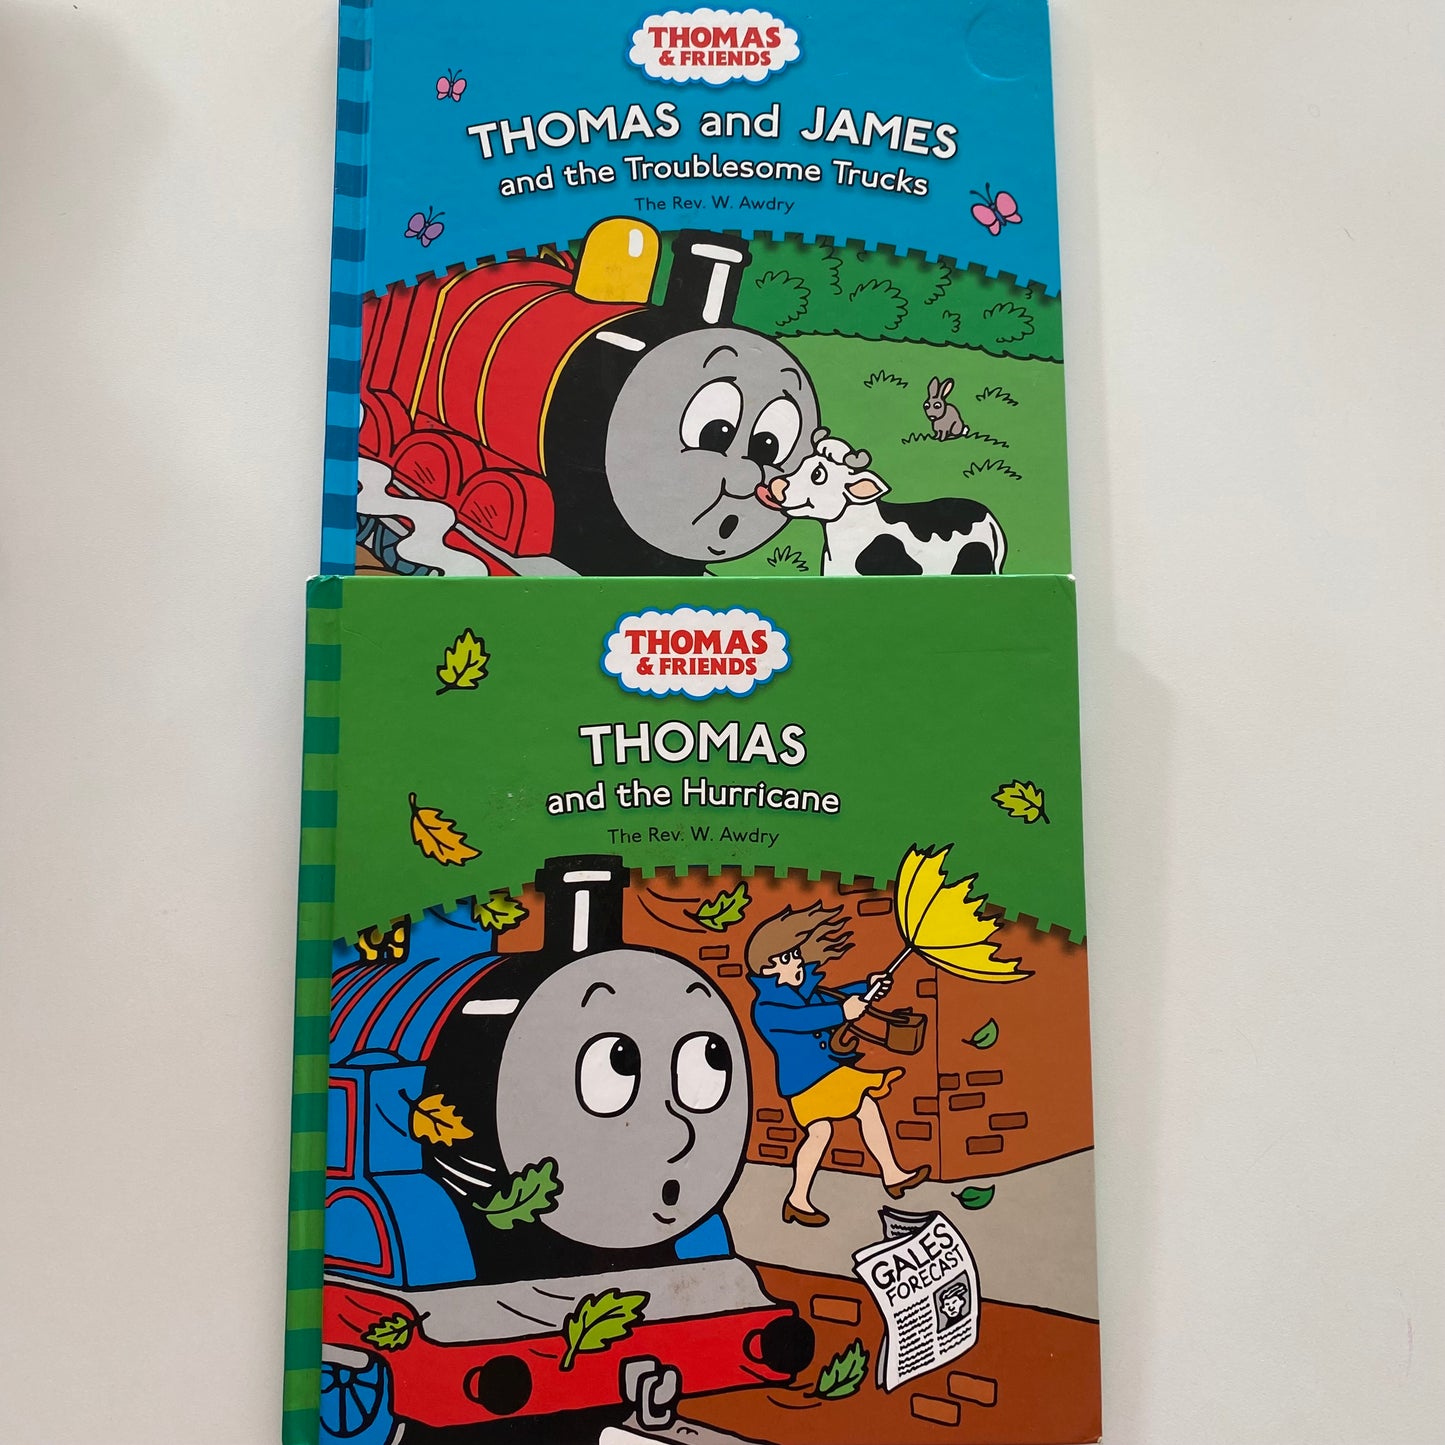 THOMAS
& FRIENDS
THOMAS and JAMES
and the Troublesome Trucks
The Rev. W. Awdry
THOMAS
& FRIENDS
THOMAS
and the Hurricane
The Rev. W. Awdry
GALES
FORECAST